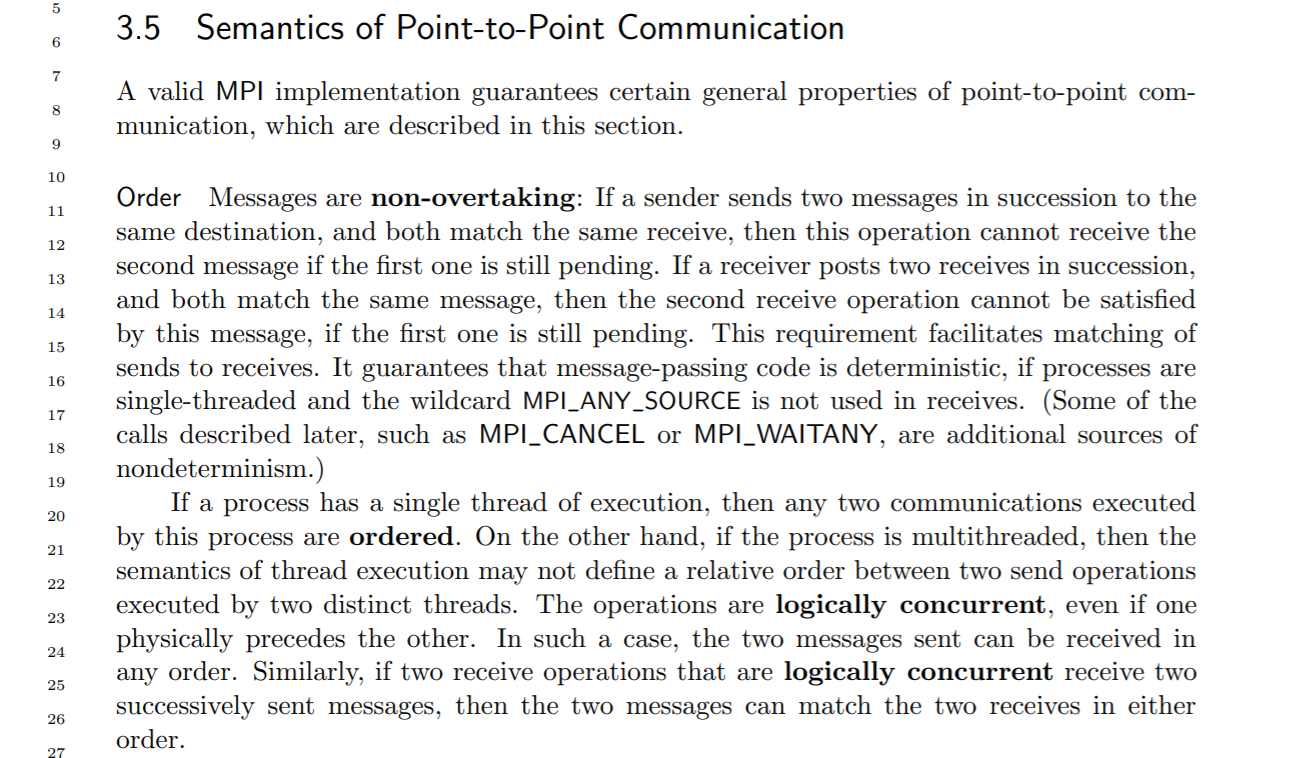 5
3.5 Semantics of Point-to-Point Communication
6
7
A valid MPI implementation guarantees certain general properties of point-to-point com-
8
munication, which are described in this section.
9
10
Order Messages are non-overtaking: If a sender sends two messages in succession to the
11
same destination, and both match the same receive, then this operation cannot receive the
12
second message if the first one is still pending. If a receiver posts two receives in succession,
13
and both match the same message, then the second receive operation cannot be satisfied
14
by this message, if the first one is still pending. This requirement facilitates matching of
15
sends to receives. It guarantees that message-passing code is deterministic, if processes are
16
single-threaded and the wildcard MPI_ANY_SOURCE is not used in receives. (Some of the
17
calls described later, such as MPI_CANCEL or MPI_WAITANY, are additional sources of
18
nondeterminism.)
19
If a process has a single thread of execution, then any two communications executed
20
by this process are ordered. On the other hand, if the process is multithreaded, then the
21
semantics of thread execution may not define a relative order between two send operations
22
executed by two distinct threads. The operations are logically concurrent, even if one
23
physically precedes the other. In such a case, the two messages sent can be received in
24
any order. Similarly, if two receive operations that are logically concurrent receive two
25
successively sent messages, then the two messages can match the two receives in either
26
order.
27